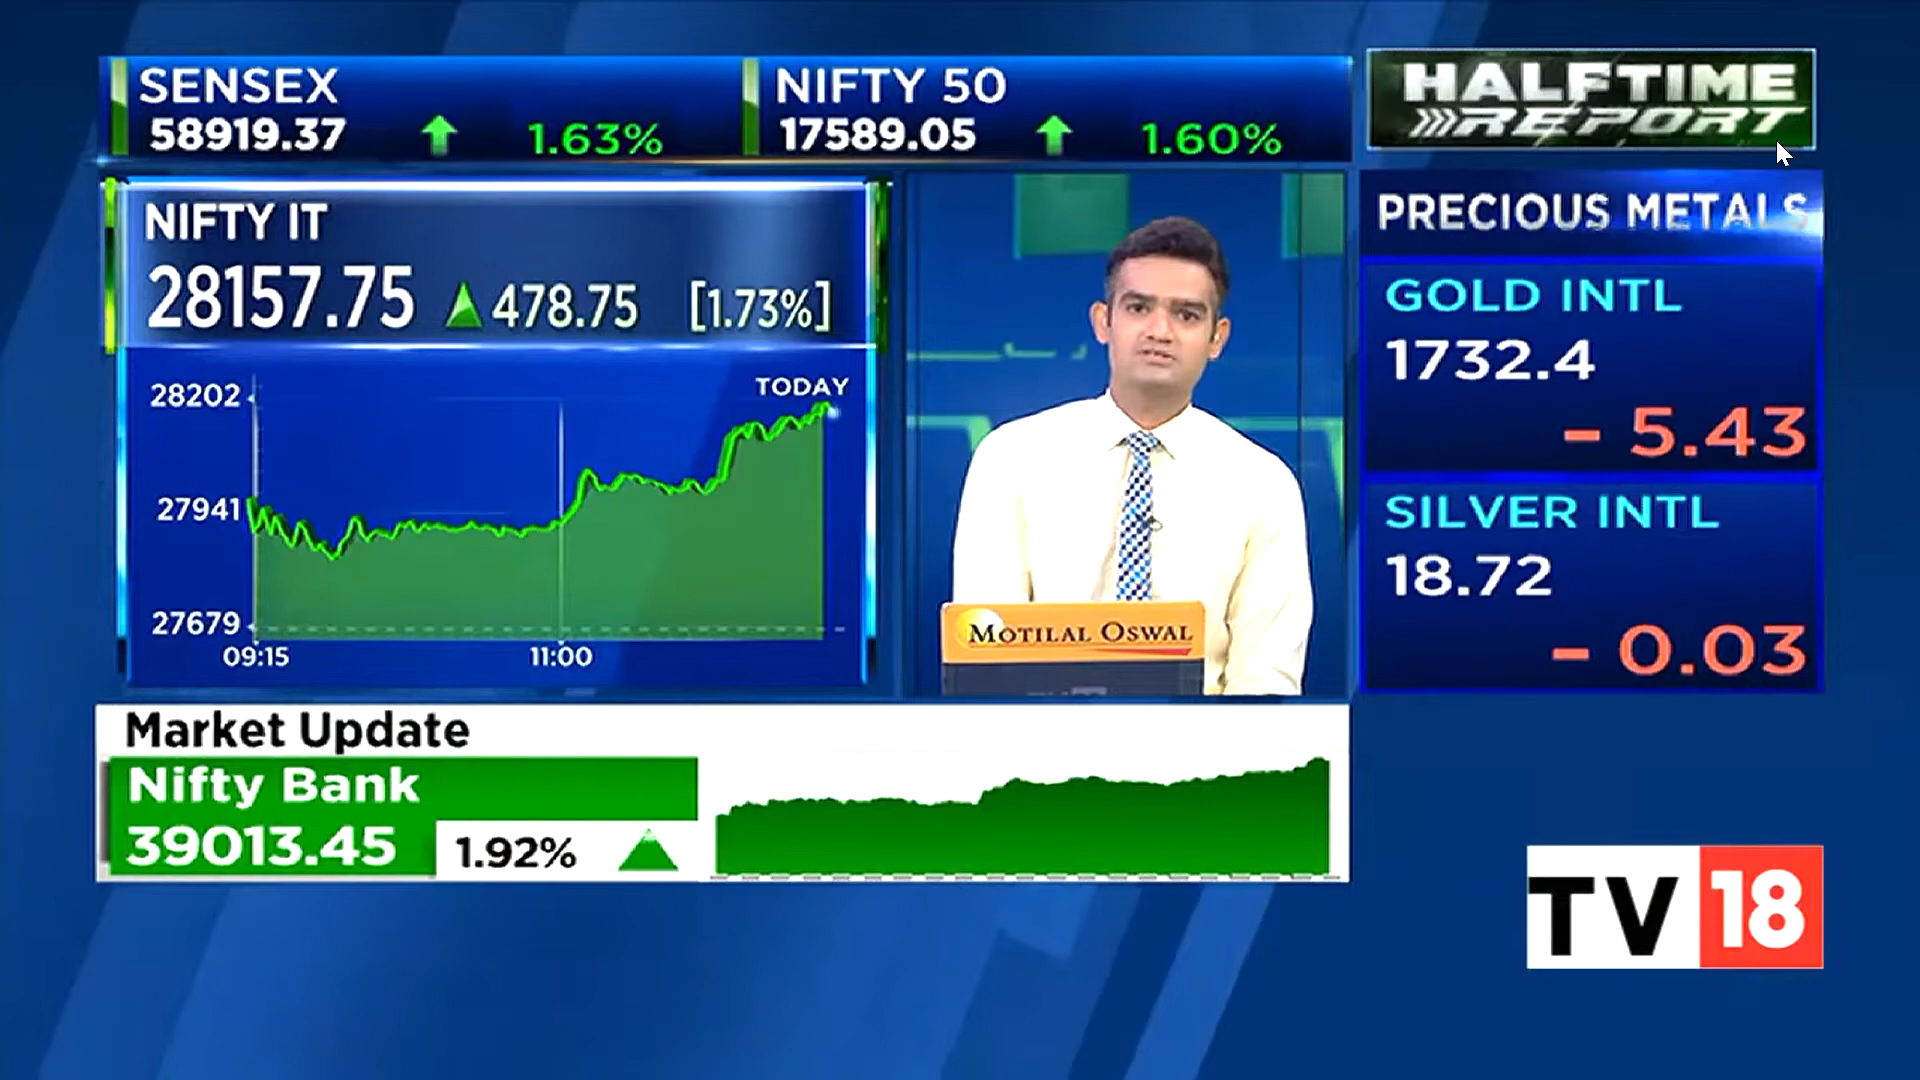 SENSEX
58919.37 1.63%
NIFTY 50
17589.05 1.60%
HALFTIME
REPORT
NIFTY IT
28157.75 478.75 [1.73%]
TODAY
28202
27941
27679
09:15 11:00
MOTILAL OSWAL
PRECIOUS METALS
GOLD INTL
1732.4
- 5.43
SILVER INTL
18.72
- 0.03
Market Update
Nifty Bank
39013.45 1.92%
TV18